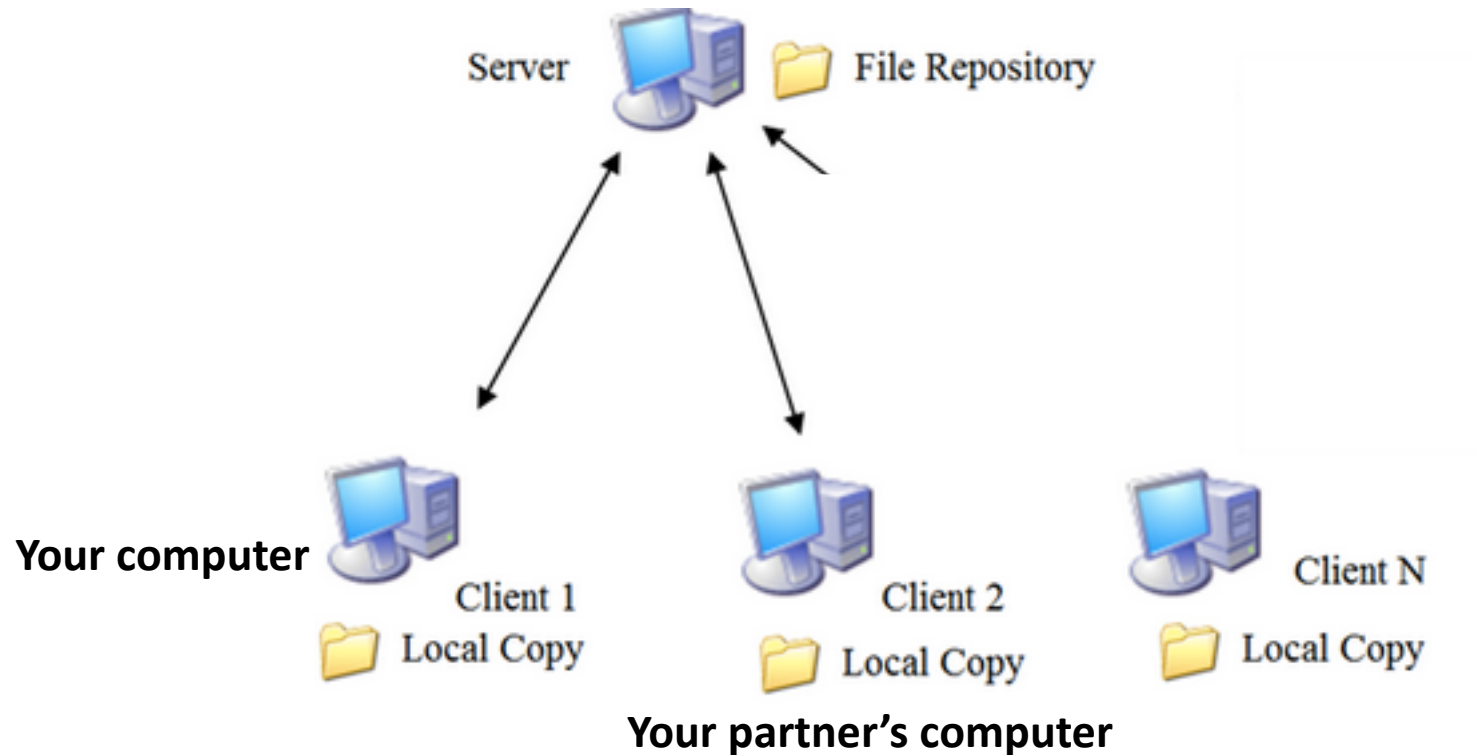 Server
File Repository
Your computer
Client 1
Local Copy
Client 2
Local Copy
Your partner’s computer
Client N
Local Copy